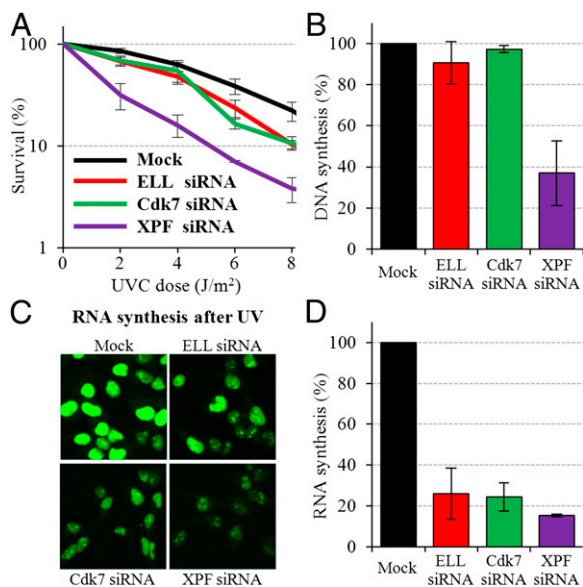 A
Survival (%)
100
10
1
Mock
ELL siRNA
Cdk7 siRNA
XPF siRNA
0 2 4 6 8
UVC dose (J/m²)
B
DNA synthesis (%)
100
80
60
40
20
0
Mock
ELL
siRNA
Cdk7
siRNA
XPF
siRNA
C
RNA synthesis after UV
Mock
ELL siRNA
Cdk7 siRNA
XPF siRNA
D
RNA synthesis (%)
100
80
60
40
20
0
Mock
ELL
siRNA
Cdk7
siRNA
XPF
siRNA